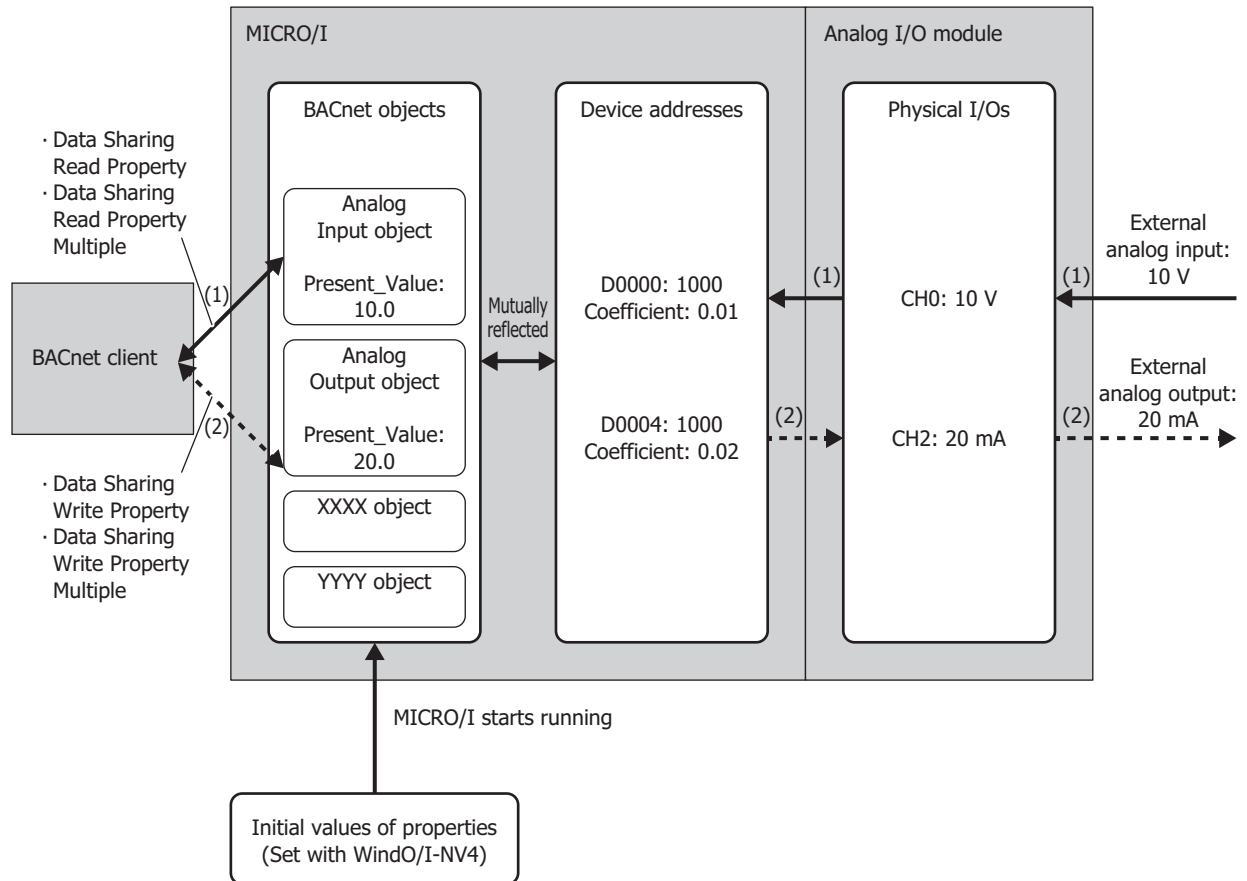 MICRO/I
Analog I/O module
BACnet objects
Device addresses
Physical I/Os
· Data Sharing
Read Property
· Data Sharing
Read Property
Multiple
Analog
Input object
Present_Value:
10.0
(1)
BACnet client
(2)
Mutually
reflected
D0000: 1000
Coefficient: 0.01
(1)
CH0: 10 V
(1)
External
analog input:
10 V
Analog
Output object
Present_Value:
20.0
D0004: 1000
Coefficient: 0.02
(2)
CH2: 20 mA
(2)
External
analog output:
20 mA
· Data Sharing
Write Property
· Data Sharing
Write Property
Multiple
XXXX object
YYYY object
MICRO/I starts running
Initial values of properties
(Set with WindO/I-NV4)